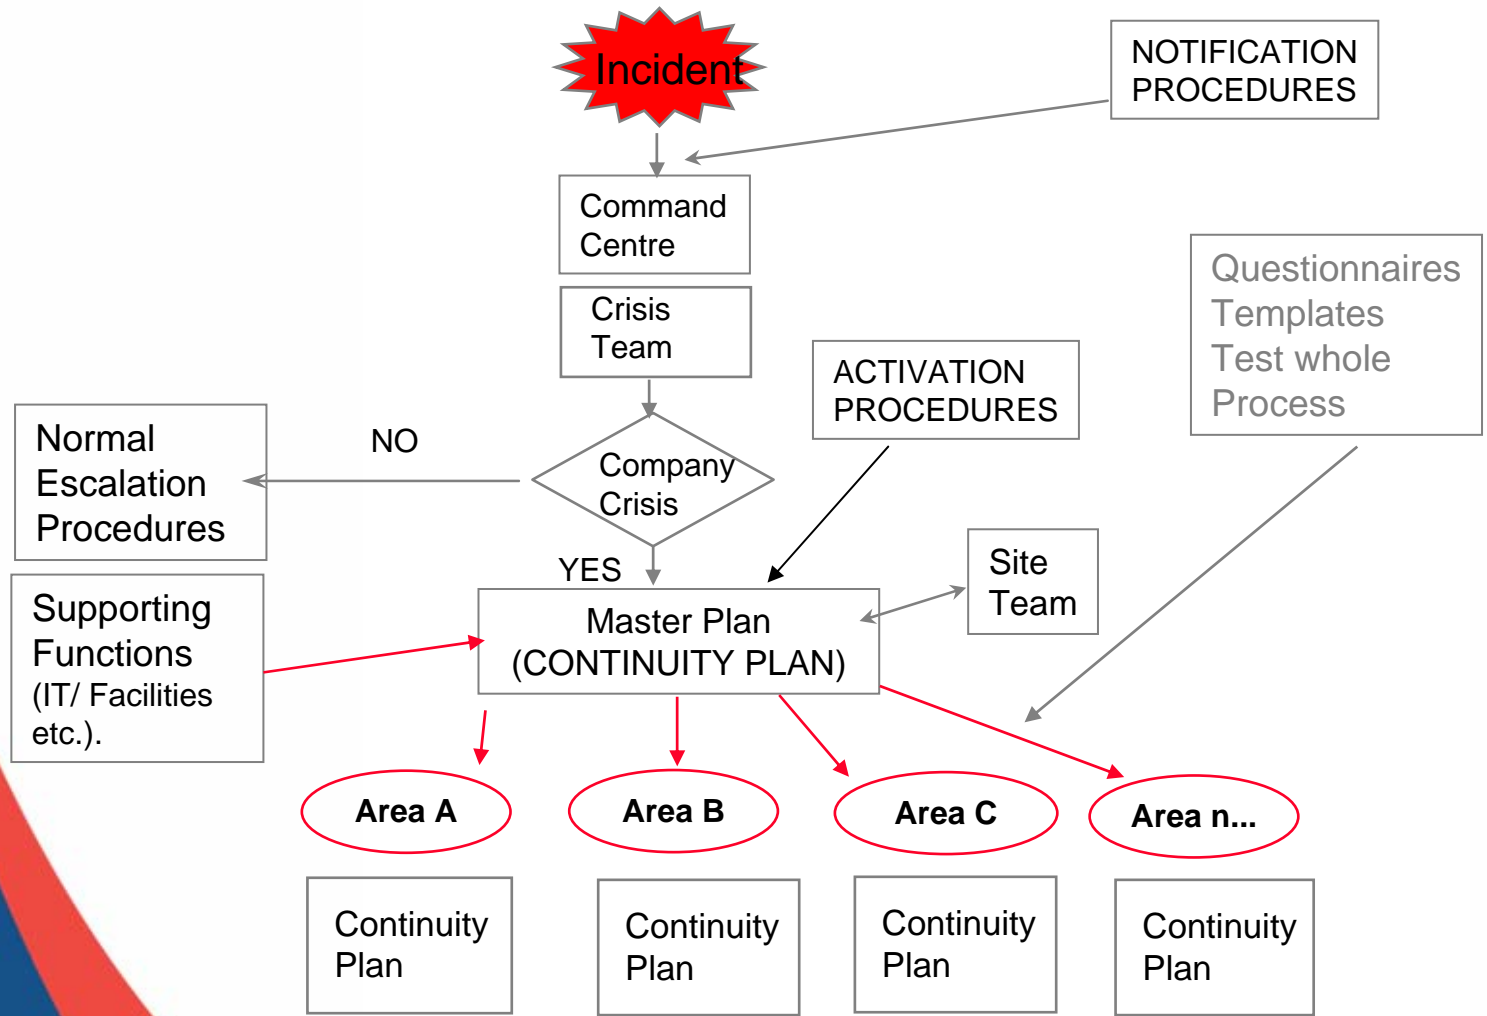 Incident
NOTIFICATION
PROCEDURES
Command
Centre
Questionnaires
Templates
Test whole
Process
Crisis
Team
ACTIVATION
PROCEDURES
Normal
Escalation
Procedures
NO
Company
Crisis
YES
Site
Team
Supporting
Functions
(IT/ Facilities
etc.).
Master Plan
(CONTINUITY PLAN)
Area A
Area B
Area C
Area n...
Continuity
Plan
Continuity
Plan
Continuity
Plan
Continuity
Plan